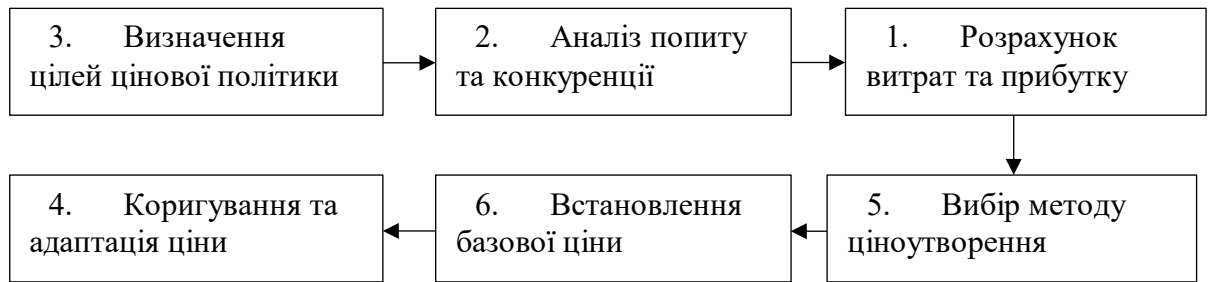 3. Визначення
цілей цінової політики
2. Аналіз попиту
та конкуренції
1. Розрахунок
витрат та прибутку
4. Коригування та
адаптація ціни
6. Встановлення
базової ціни
5. Вибір методу
ціноутворення